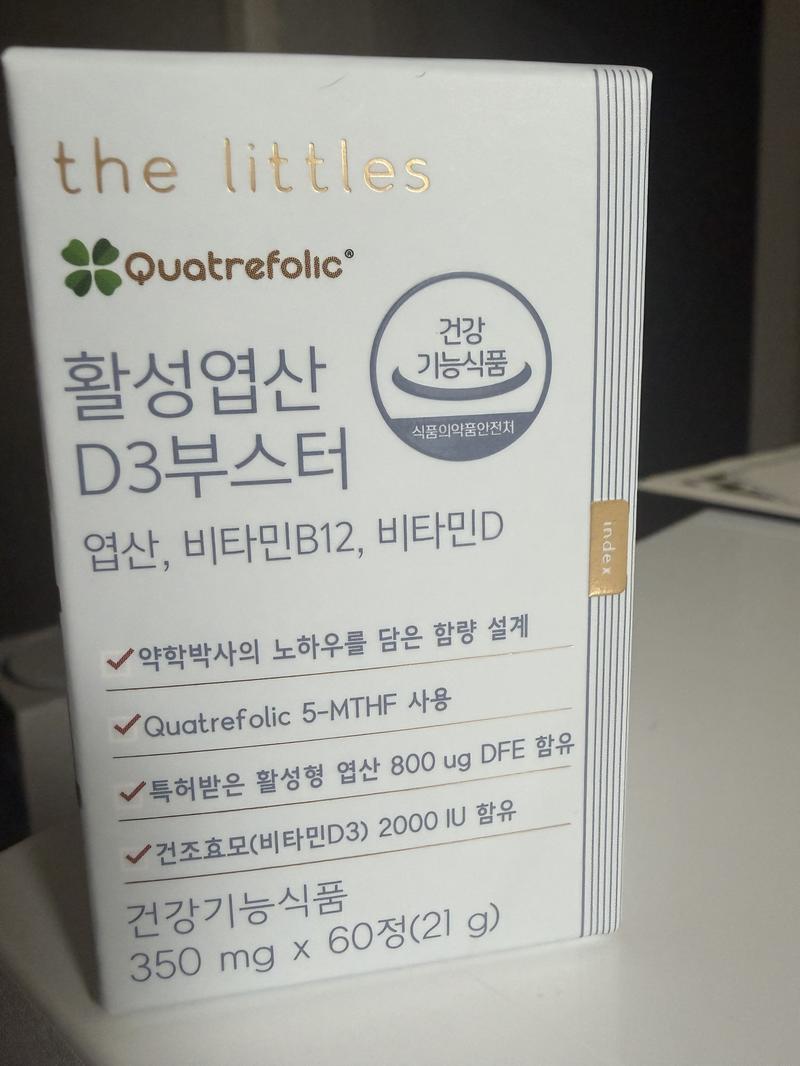 the littles
Quatrefolic®
건강
기능식품
식품의약품안전처
활성엽산
D3부스터
엽산, 비타민B12, 비타민D
index
약학박사의 노하우를 담은 함량 설계
Quatrefolic 5-MTHF 사용
특허받은 활성형 엽산 800 ug DFE 함유
건조효모(비타민D3) 2000 IU 함유
건강기능식품
350 mg x 60정(21 g)